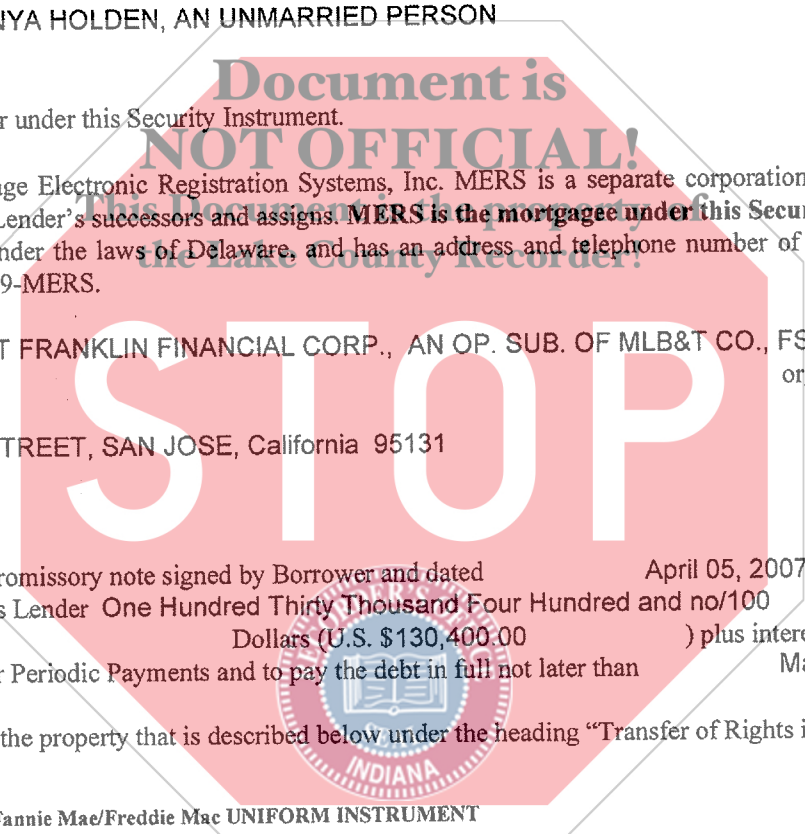 NYA HOLDEN, AN UNMARRIED PERSON
Document is
r under this Security Instrument.
NOT OFFICIAL!
ge Electronic Registration Systems, Inc. MERS is a separate corporation
Lender's successors and assigns. MERS is the mortgagee under this Secu
This Document is the property of
nder the laws of Delaware, and has an address and telephone number of
the Lake County Recorder!
9-MERS.
STOP
T FRANKLIN FINANCIAL CORP., AN OP. SUB. OF MLB&T CO., FS
or
TREET, SAN JOSE, California 95131
romissory note signed by Borrower and dated April 05, 2007
s Lender One Hundred Thirty Thousand Four Hundred and no/100
Dollars (U.S. $130,400.00 ) plus intere
r Periodic Payments and to pay the debt in full not later than Ma
the property that is described below under the heading "Transfer of Rights i
SEAL
INDIANA
Fannie Mae/Freddie Mac UNIFORM INSTRUMENT